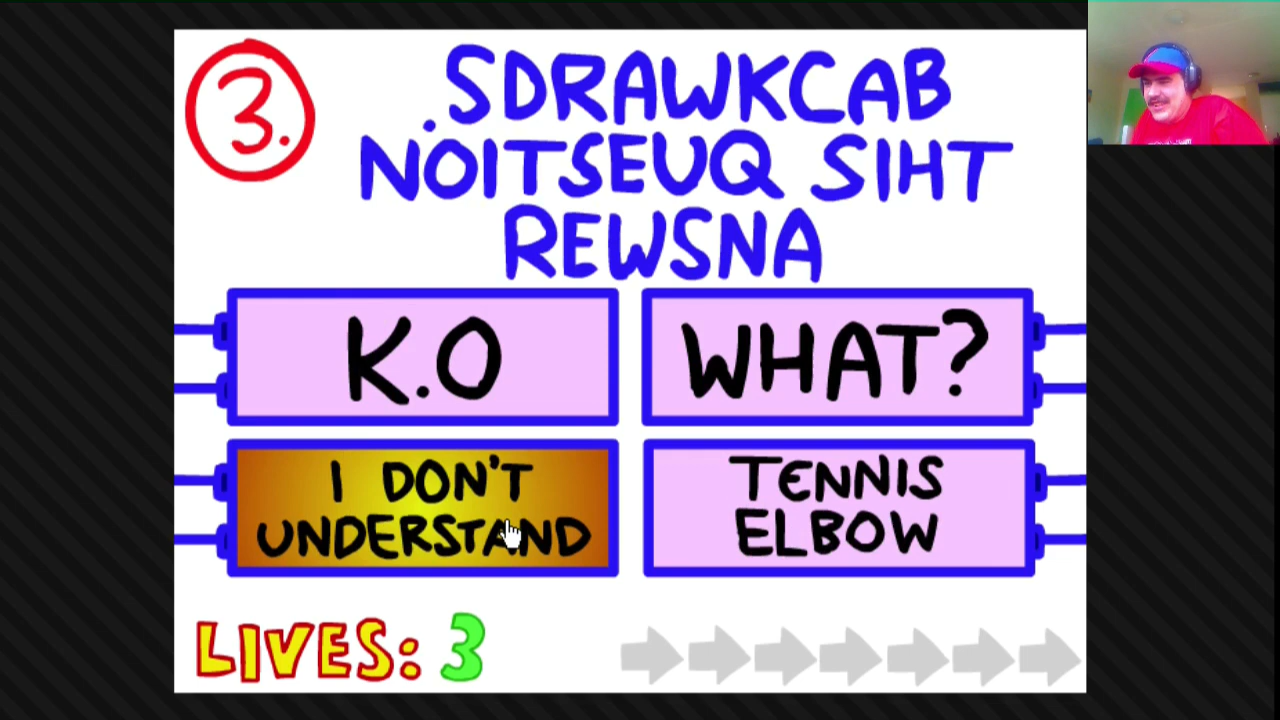 3.
.SDRAWKCAB
NOITSEUQ SIHT
REWSNA
K.O
WHAT?
I DON'T
UNDERSTAND
TENNIS
ELBOW
LIVES: 3